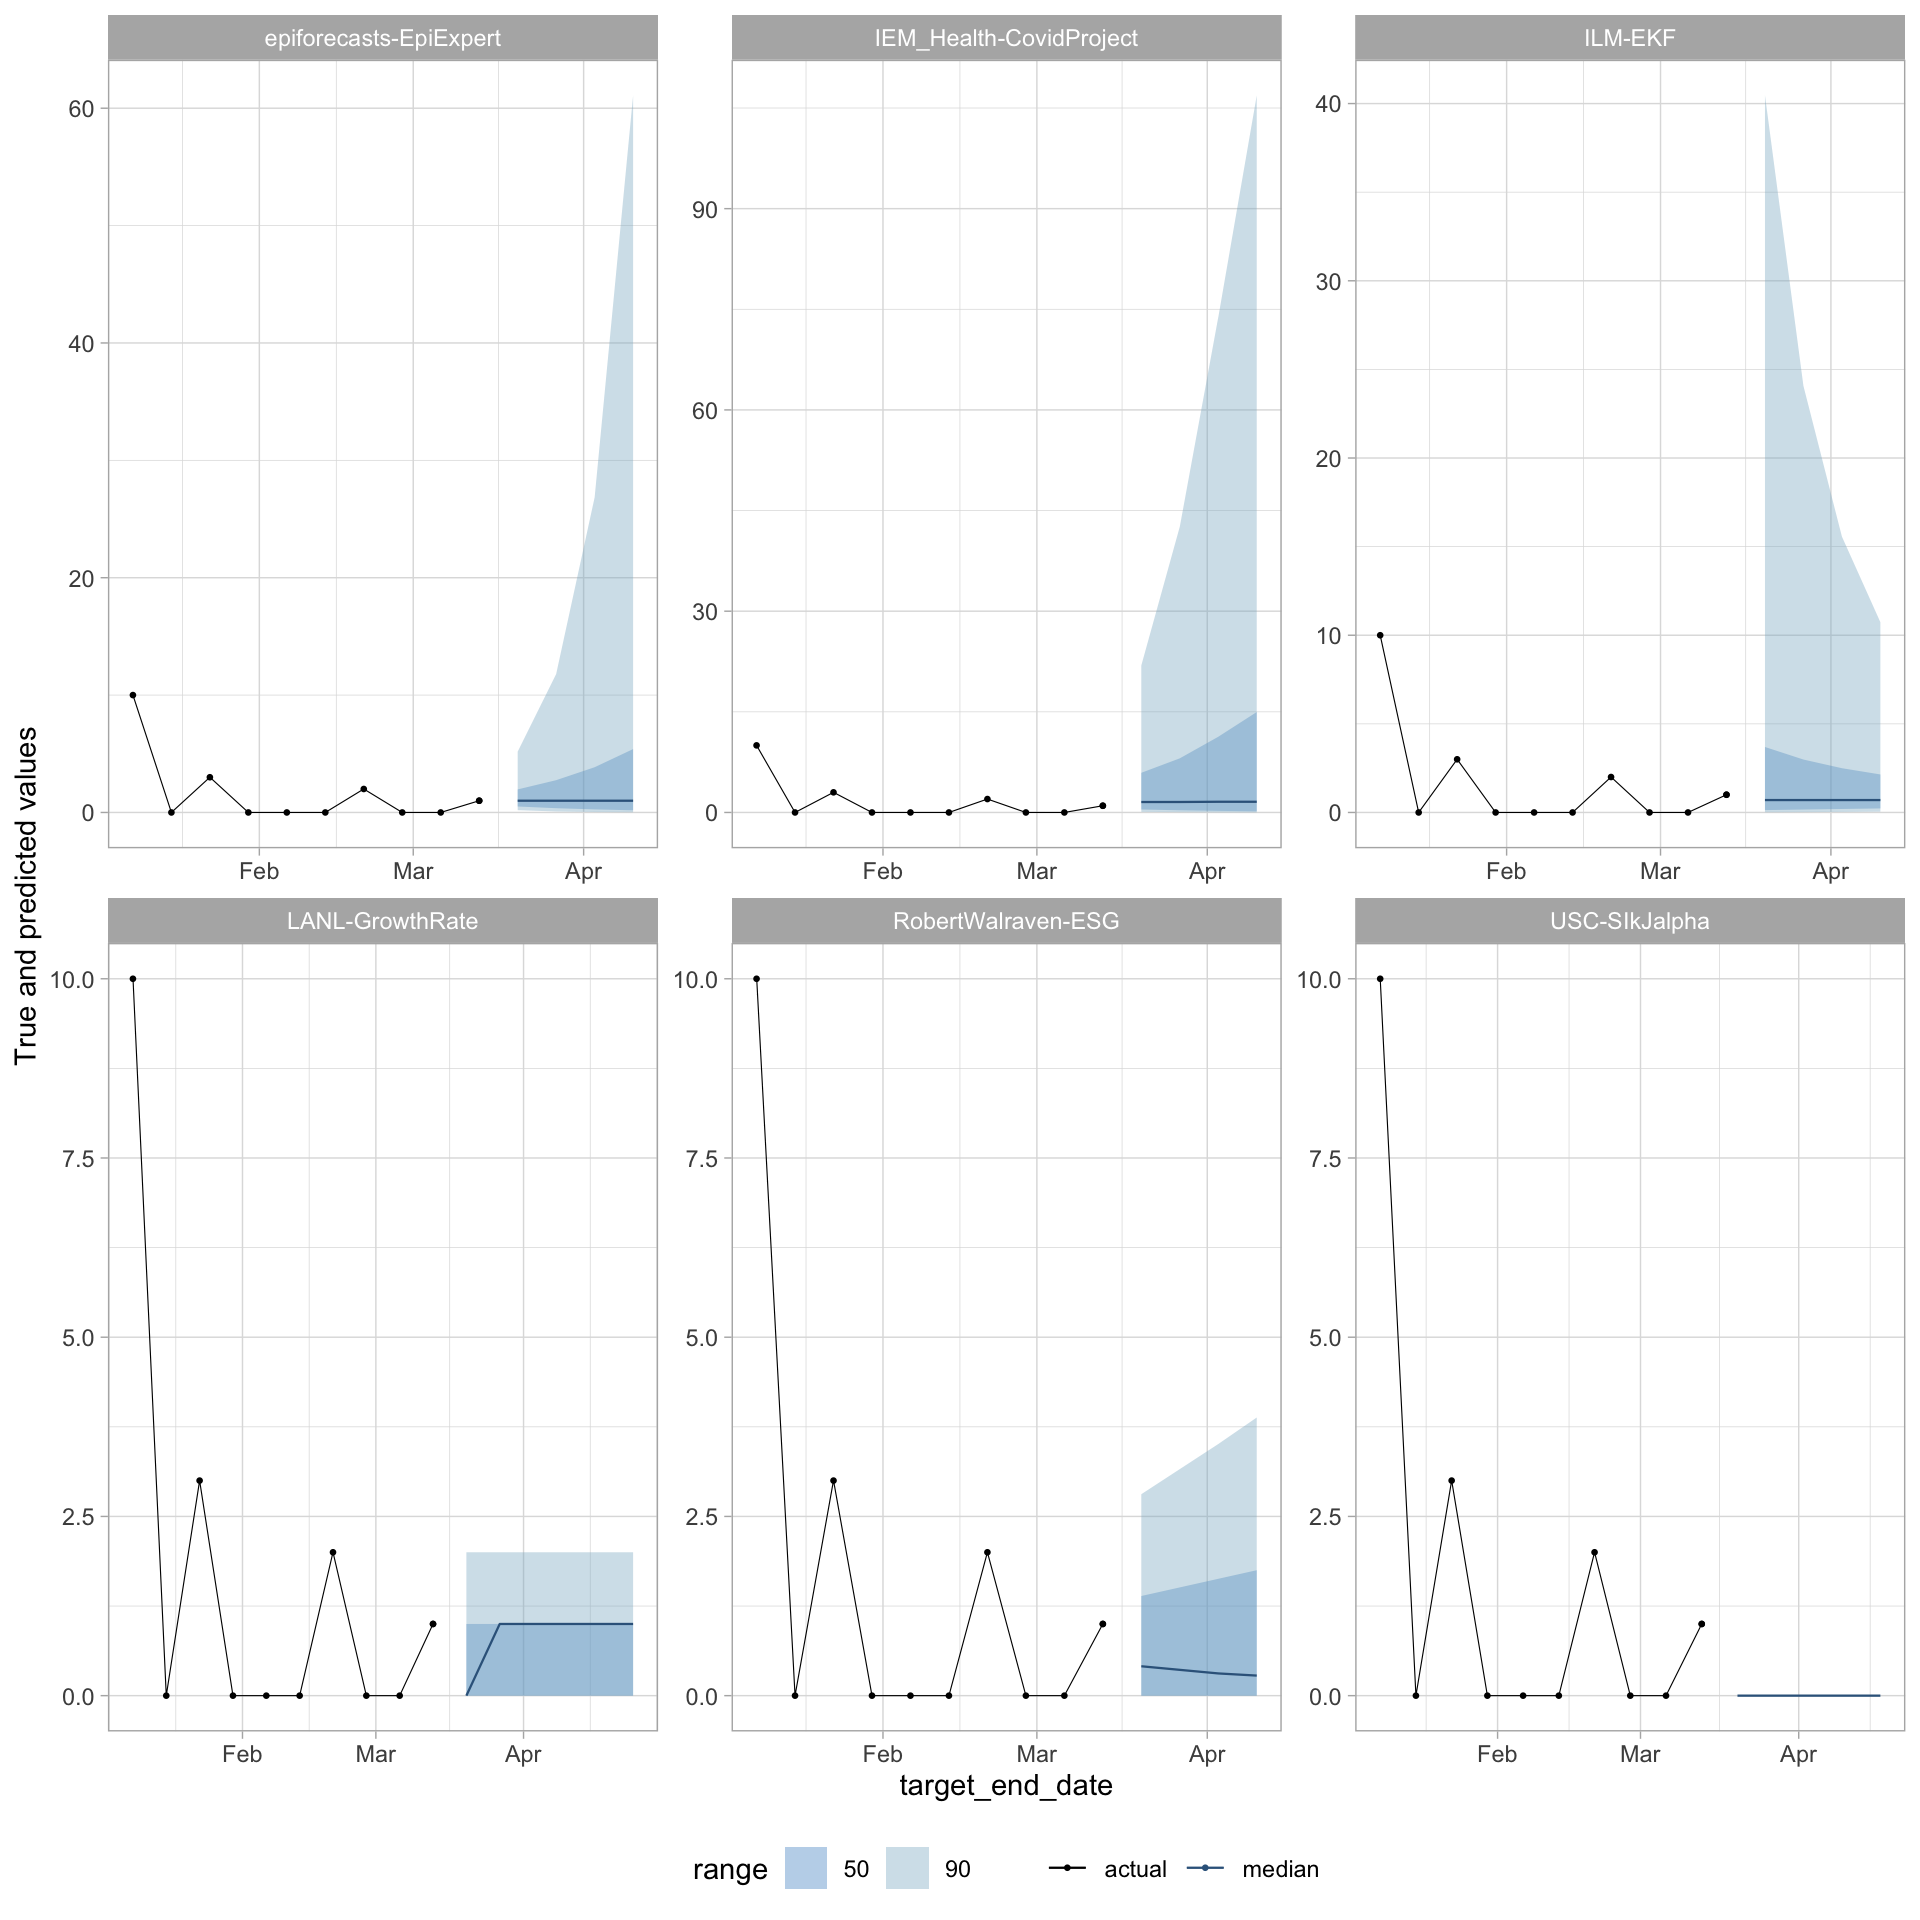 epiforecasts-EpiExpert
IEM_Health-CovidProject
ILM-EKF
60
40
20
0
90
60
30
0
40
30
20
10
0
Feb Mar Apr
Feb Mar Apr
Feb Mar Apr
True and predicted values
LANL-GrowthRate
RobertWalraven-ESG
USC-SIkJalpha
10.0
7.5
5.0
2.5
0.0
10.0
7.5
5.0
2.5
0.0
10.0
7.5
5.0
2.5
0.0
Feb Mar Apr
Feb Mar Apr
Feb Mar Apr
target_end_date
range 50 90 actual median